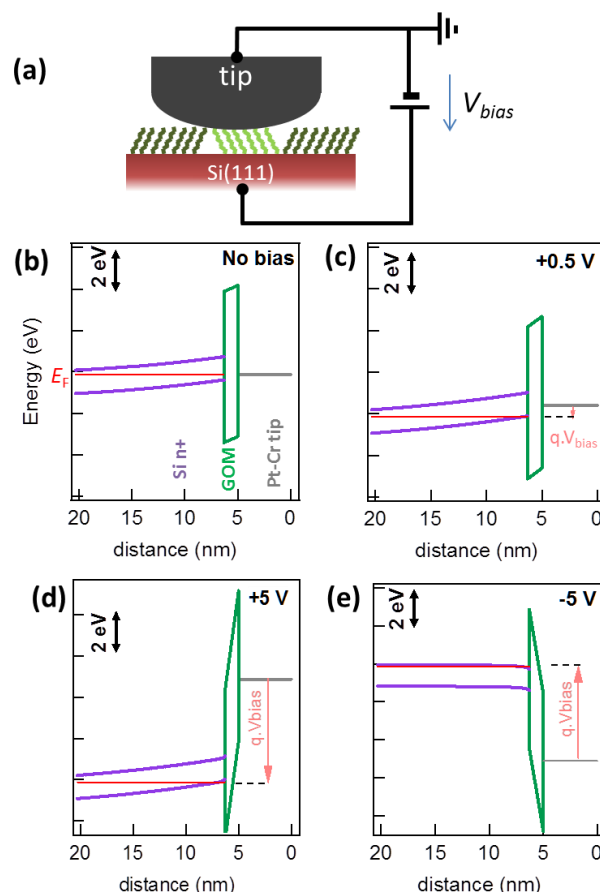 (a)
tip
V_bias
Si(111)
(b)
2 eV
No bias
Energy (eV)
E_F
Si n+
GOM
Pt-Cr tip
20 15 10 5 0
distance (nm)
(c)
2 eV
+0.5 V
q.V_bias
20 15 10 5 0
distance (nm)
(d)
2 eV
+5 V
q.Vbias
20 15 10 5 0
distance (nm)
(e)
2 eV
-5 V
q.Vbias
20 15 10 5 0
distance (nm)